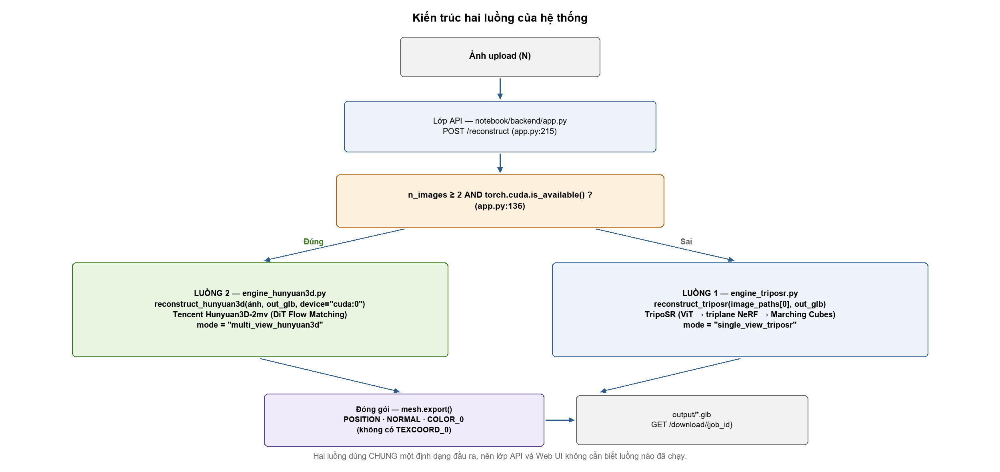 Kiến trúc hai luồng của hệ thống
Ảnh upload (N)
Lớp API — notebook/backend/app.py
POST /reconstruct (app.py:215)
n_images ≥ 2 AND torch.cuda.is_available() ?
(app.py:136)
Đúng
Sai
LUỒNG 2 — engine_hunyuan3d.py
reconstruct_hunyuan3d(ảnh, out_glb, device="cuda:0")
Tencent Hunyuan3D-2mv (DiT Flow Matching)
mode = "multi_view_hunyuan3d"
LUỒNG 1 — engine_triposr.py
reconstruct_triposr(image_paths[0], out_glb)
TripoSR (ViT → triplane NeRF → Marching Cubes)
mode = "single_view_triposr"
Đóng gói — mesh.export()
POSITION · NORMAL · COLOR_0
(không có TEXCOORD_0)
output/*.glb
GET /download/{job_id}
Hai luồng dùng CHUNG một định dạng đầu ra, nên lớp API và Web UI không cần biết luồng nào đã chạy.